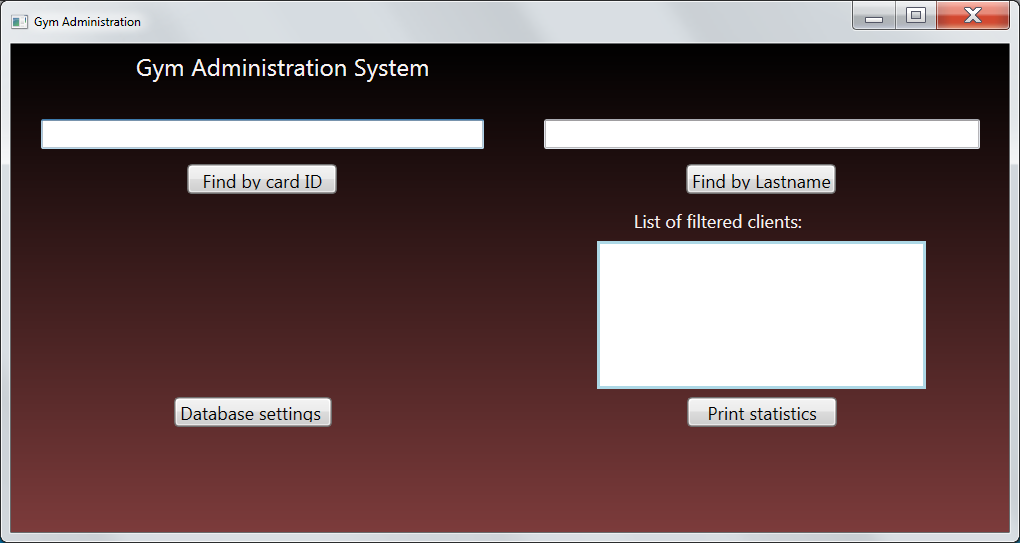 Gym Administration
Gym Administration System
Find by card ID
Find by Lastname
List of filtered clients:
Database settings
Print statistics